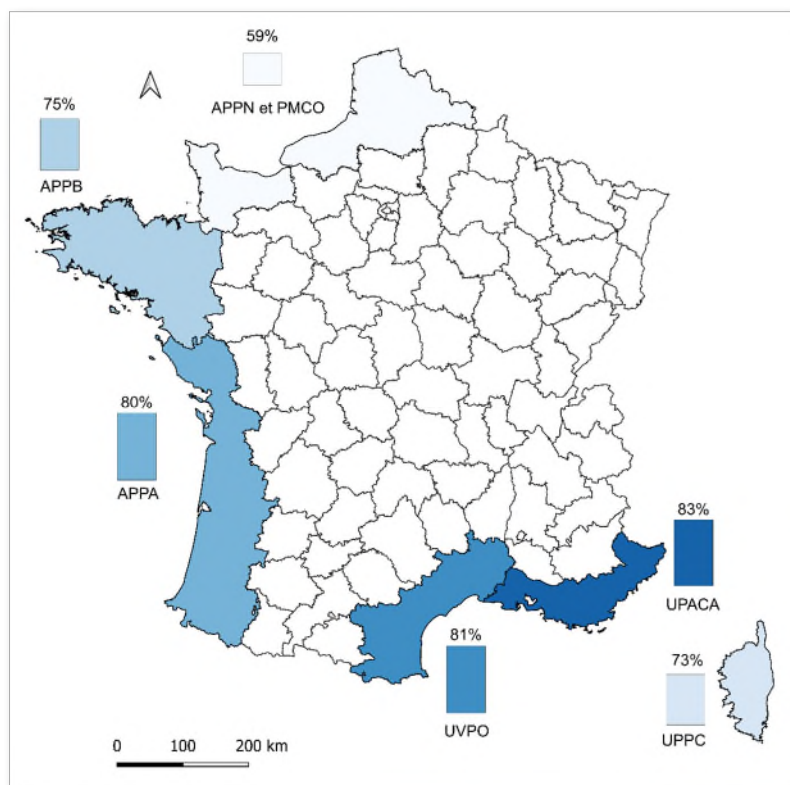 59%
APPN et PMCO
75%
APPB
80%
APPA
83%
UPACA
81%
UVPO
73%
UPPC
0 100 200 km